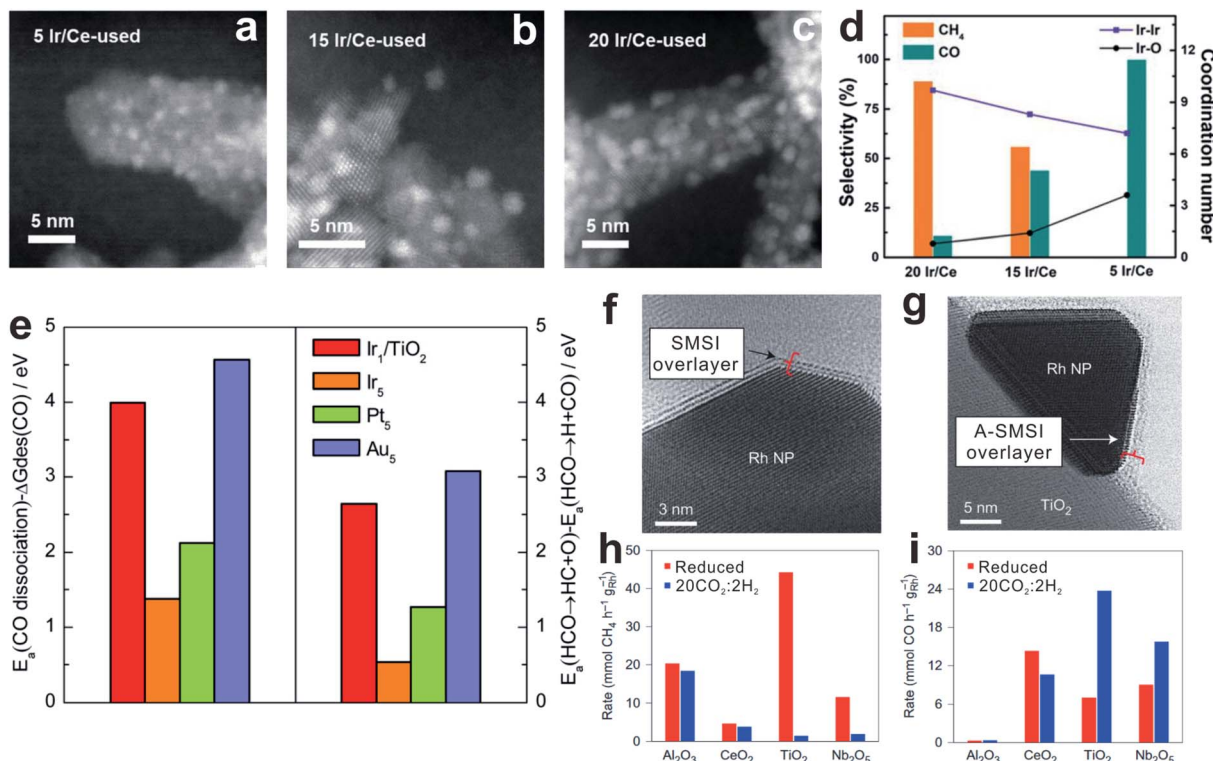 a
5 Ir/Ce-used
5 nm
b
15 Ir/Ce-used
5 nm
c
20 Ir/Ce-used
5 nm
d
CH₄
CO
Ir-Ir
Ir-O
Selectivity (%)
100
75
50
25
0
Coordination number
12
9
6
3
0
20 Ir/Ce
15 Ir/Ce
5 Ir/Ce
e
Eₐ(CO dissociation)-ΔGdes(CO) / eV
5
4
3
2
1
0
Ir₁/TiO₂
Ir₅
Pt₅
Au₅
5
4
3
2
1
0
Eₐ(HCO→HC+O)-Eₐ(HCO→H+CO) / eV
f
SMSI
overlayer
Rh NP
3 nm
g
Rh NP
A-SMSI
overlayer
TiO₂
5 nm
h
Rate (mmol CH₄ h⁻¹ g_Rh⁻¹)
50
40
30
20
10
0
Reduced
20CO₂:2H₂
Al₂O₃
CeO₂
TiO₂
Nb₂O₅
i
Rate (mmol CO h⁻¹ g_Rh⁻¹)
30
24
18
12
6
0
Reduced
20CO₂:2H₂
Al₂O₃
CeO₂
TiO₂
Nb₂O₅